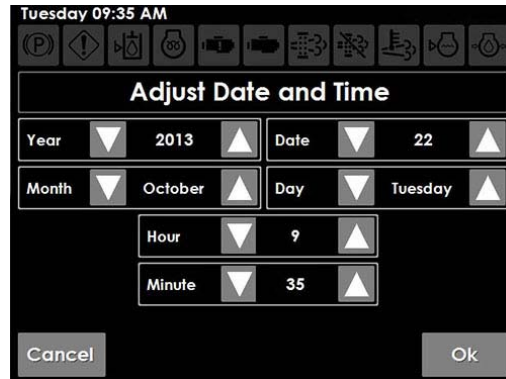 Tuesday 09:35 AM
Adjust Date and Time
Year 2013 Date 22
Month October Day Tuesday
Hour 9
Minute 35
Cancel Ok